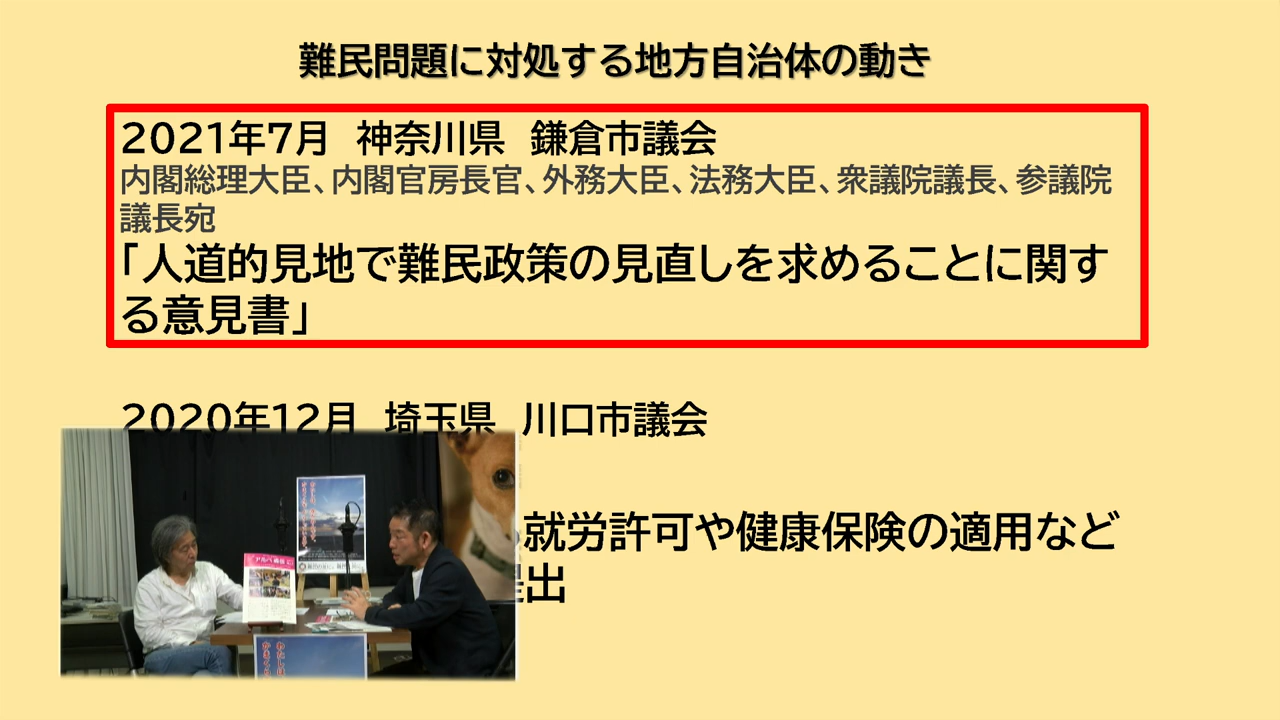 難民問題に対処する地方自治体の動き
2021年7月　神奈川県　鎌倉市議会
内閣総理大臣、内閣官房長官、外務大臣、法務大臣、衆議院議長、参議院
議長宛
「人道的見地で難民政策の見直しを求めることに関す
る意見書」
2020年12月　埼玉県　川口市議会
就労許可や健康保険の適用など
出
アルペ